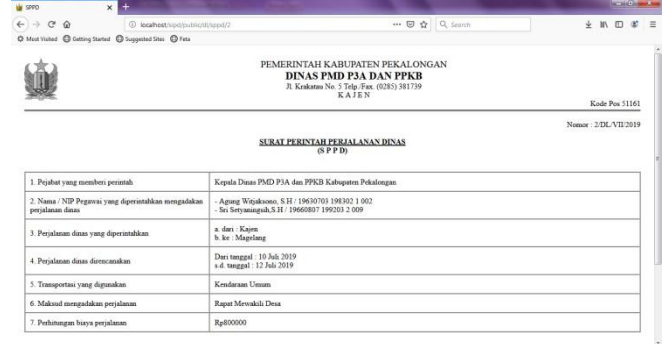 SPPD
localhost/sipd/public/dl/sppd/2
Search
Most Visited Getting Started Suggested Sites Feta
PEMERINTAH KABUPATEN PEKALONGAN
DINAS PMD P3A DAN PPKB
Jl. Krakatau No. 5 Telp./Fax. (0285) 381739
K A J E N
Kode Pos 51161
Nomor : 2/DL/VII/2019
SURAT PERINTAH PERJALANAN DINAS
(S P P D)
1. Pejabat yang memberi perintah
Kepala Dinas PMD P3A dan PPKB Kabupaten Pekalongan
2. Nama / NIP Pegawai yang diperintahkan mengadakan
perjalanan dinas
- Agung Witjaksono, S.H / 19630703 198302 1 002
- Sri Setyaningsih,S.H / 19660807 199203 2 009
3. Perjalanan dinas yang diperintahkan
a. dari : Kajen
b. ke : Magelang
4. Perjalanan dinas direncanakan
Dari tanggal : 10 Juli 2019
s.d. tanggal : 12 Juli 2019
5. Transportasi yang digunakan
Kendaraan Umum
6. Maksud mengadakan perjalanan
Rapat Mewakili Desa
7. Perhitungan biaya perjalanan
Rp800000